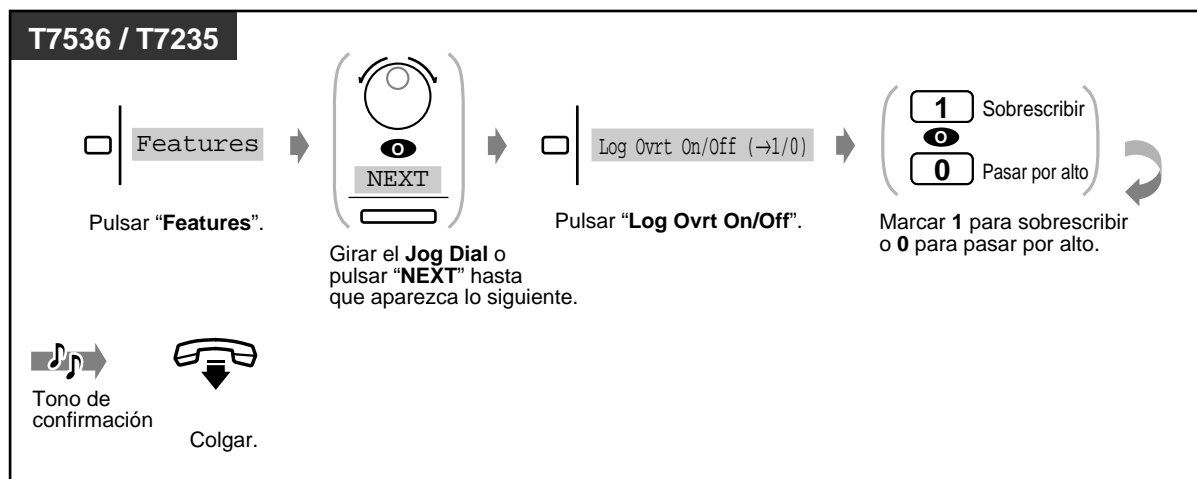 T7536 / T7235
Features
Pulsar “Features”.
O
NEXT
Girar el Jog Dial o
pulsar “NEXT” hasta
que aparezca lo siguiente.
Log Ovrt On/Off (→1/0)
Pulsar “Log Ovrt On/Off”.
1 Sobrescribir
O
0 Pasar por alto
Marcar 1 para sobrescribir
o 0 para pasar por alto.
Tono de
confirmación
Colgar.